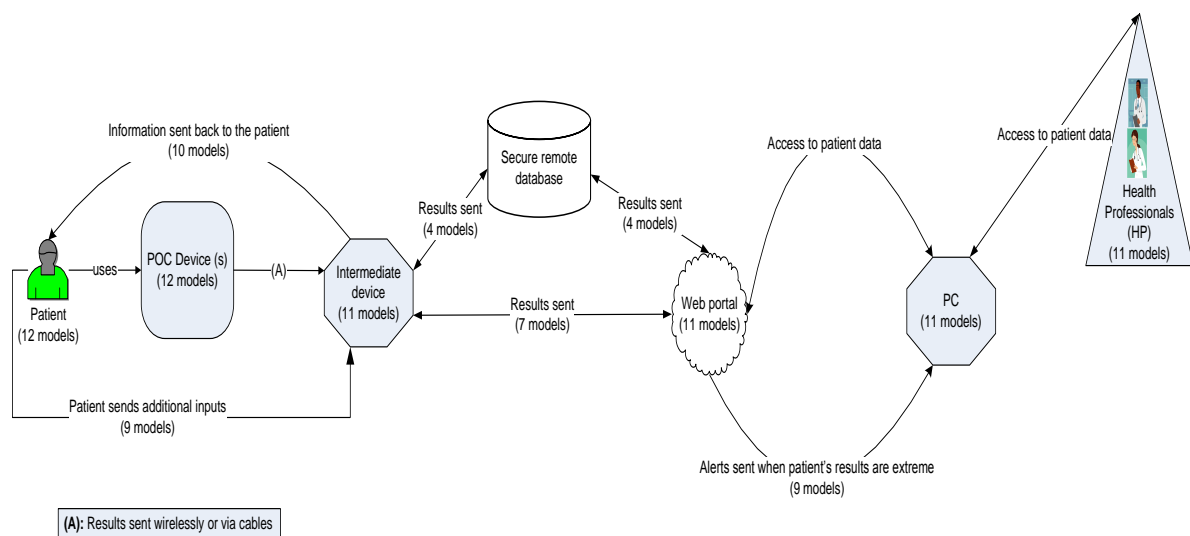 Information sent back to the patient
(10 models)
Secure remote
database
Access to patient data
Access to patient data
Results sent
(4 models)
Results sent
(4 models)
Health
Professionals
(HP)
(11 models)
uses
POC Device (s)
(12 models)
(A)
Intermediate
device
(11 models)
Results sent
(7 models)
Web portal
(11 models)
PC
(11 models)
Patient
(12 models)
Patient sends additional inputs
(9 models)
Alerts sent when patient's results are extreme
(9 models)
(A): Results sent wirelessly or via cables